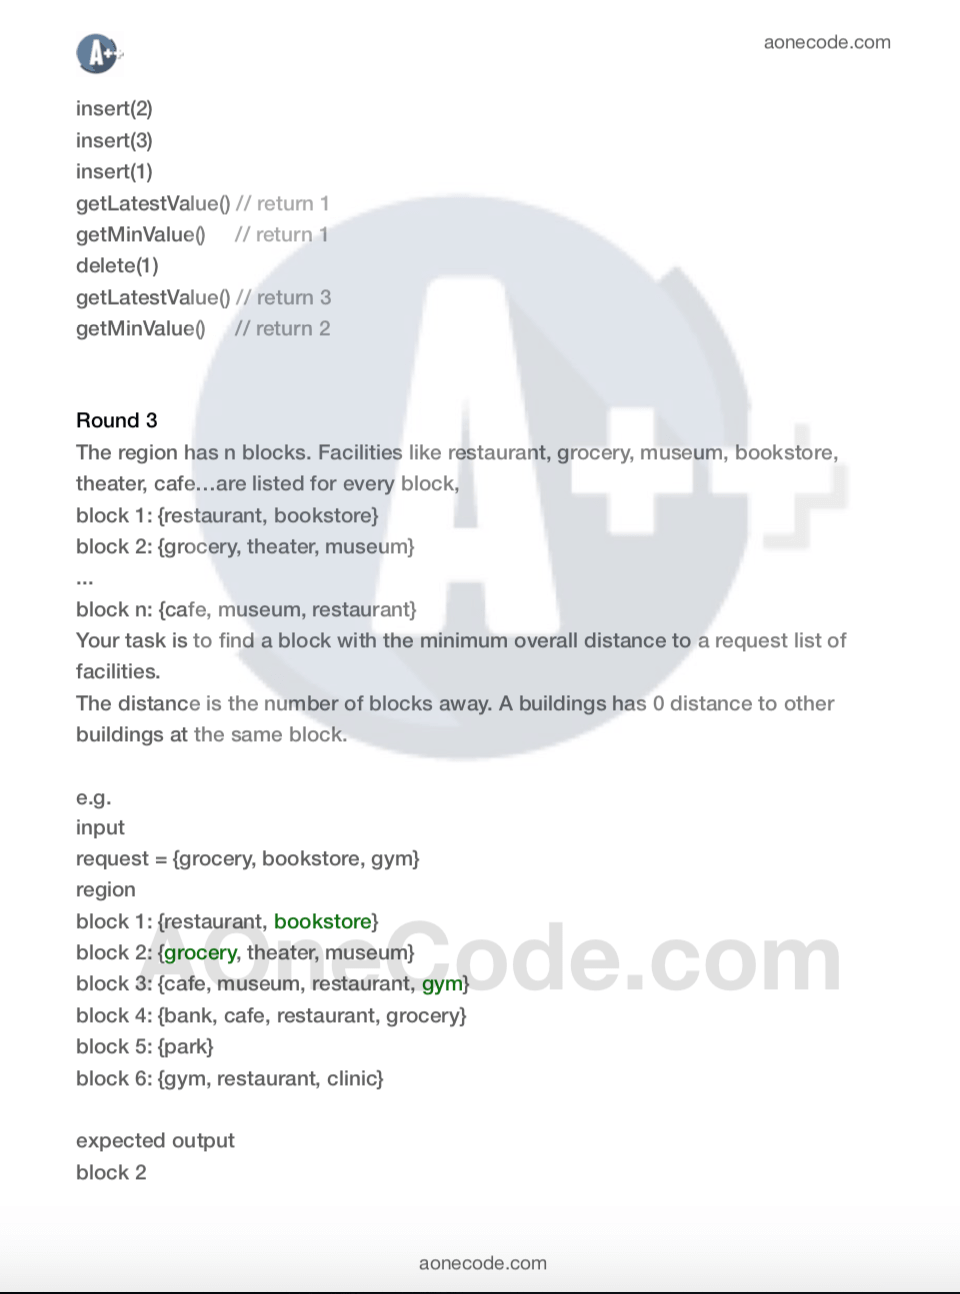 A++
aonecode.com
insert(2)
insert(3)
insert(1)
getLatestValue() // return 1
getMinValue() // return 1
delete(1)
getLatestValue() // return 3
getMinValue() // return 2
A++
Round 3
The region has n blocks. Facilities like restaurant, grocery, museum, bookstore,
theater, cafe...are listed for every block,
block 1: {restaurant, bookstore}
block 2: {grocery, theater, museum}
...
block n: {cafe, museum, restaurant}
Your task is to find a block with the minimum overall distance to a request list of
facilities.
The distance is the number of blocks away. A buildings has 0 distance to other
buildings at the same block.
e.g.
input
request = {grocery, bookstore, gym}
region
block 1: {restaurant, bookstore}
block 2: {grocery, theater, museum}
AOneCode.com
block 3: {cafe, museum, restaurant, gym}
block 4: {bank, cafe, restaurant, grocery}
block 5: {park}
block 6: {gym, restaurant, clinic}
expected output
block 2
aonecode.com